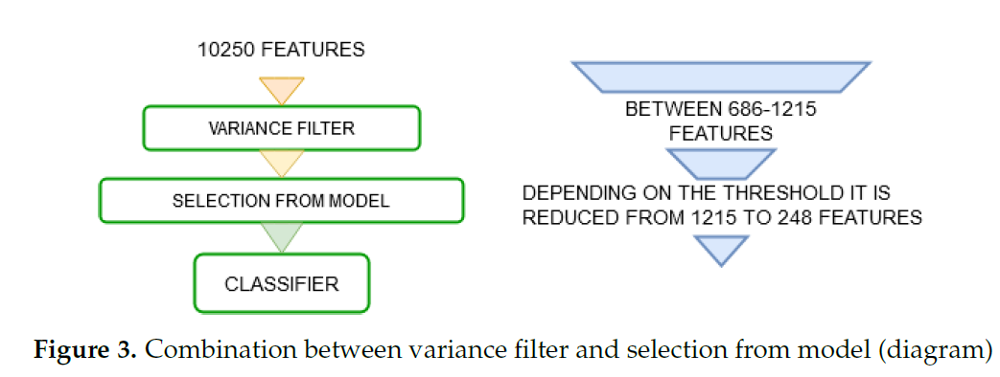 10250 FEATURES
VARIANCE FILTER
SELECTION FROM MODEL
CLASSIFIER
BETWEEN 686-1215
FEATURES
DEPENDING ON THE THRESHOLD IT IS
REDUCED FROM 1215 TO 248 FEATURES
Figure 3. Combination between variance filter and selection from model (diagram)